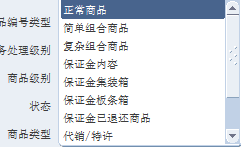 品编号类型
务处理级别
商品级别
状态
商品类型
正常商品
简单组合商品
复杂组合商品
保证金内容
保证金集装箱
保证金板条箱
保证金已退还商品
代销/特许